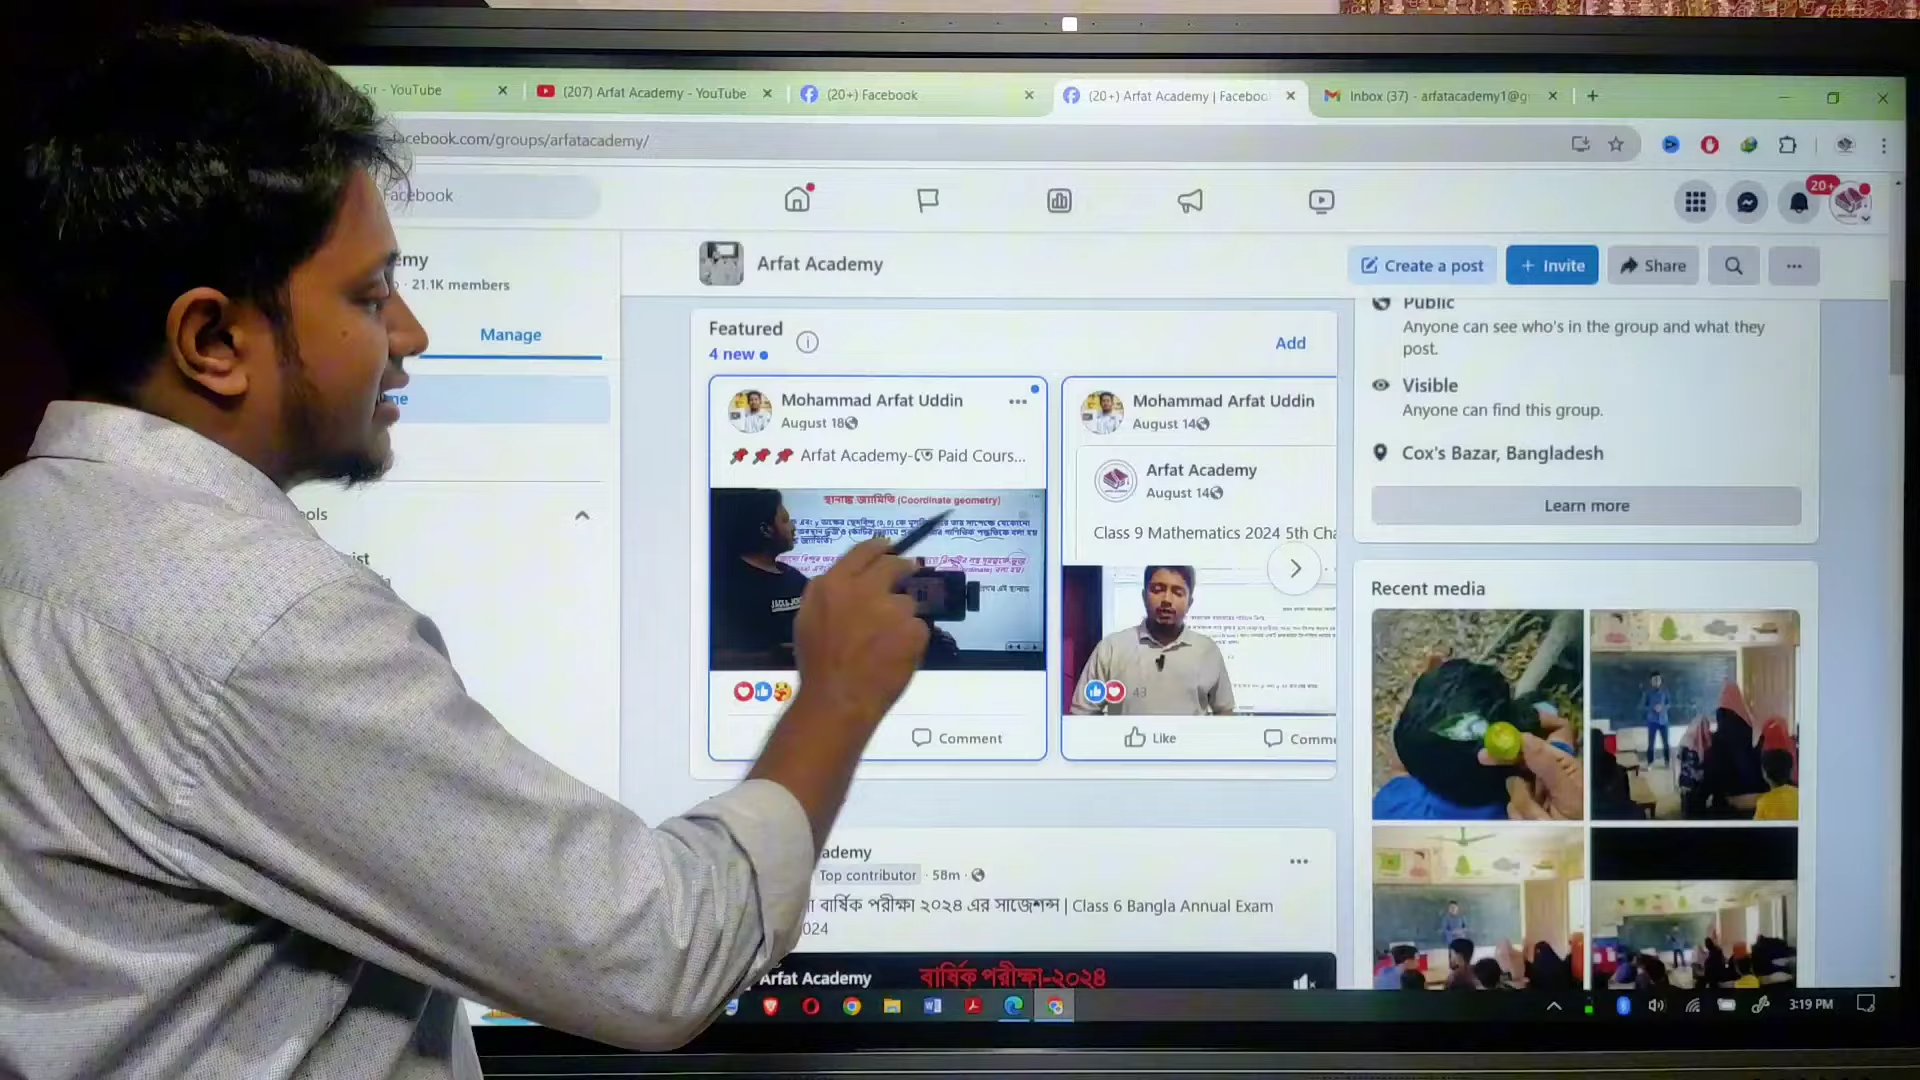 Sir - YouTube
(207) Arfat Academy - YouTube
(20+) Facebook
(20+) Arfat Academy | Faceboo
Inbox (37) - arfatacademy1@g
facebook.com/groups/arfatacademy/
Facebook
20+
emy
21.1K members
Manage
Arfat Academy
Create a post
+ Invite
Share
Featured
4 new
Add
Mohammad Arfat Uddin
August 18
Arfat Academy-তে Paid Cours...
স্থানাঙ্ক জ্যামিতি (Coordinate geometry)
Comment
Mohammad Arfat Uddin
August 14
Arfat Academy
August 14
Class 9 Mathematics 2024 5th Cha
43
Like
Comme
Public
Anyone can see who's in the group and what they
post.
Visible
Anyone can find this group.
Cox's Bazar, Bangladesh
Learn more
Recent media
ools
ademy
Top contributor · 58m
বার্ষিক পরীক্ষা ২০২৪ এর সাজেশন্স | Class 6 Bangla Annual Exam
024
Arfat Academy
বার্ষিক পরীক্ষা-২০২৪
3:19 PM